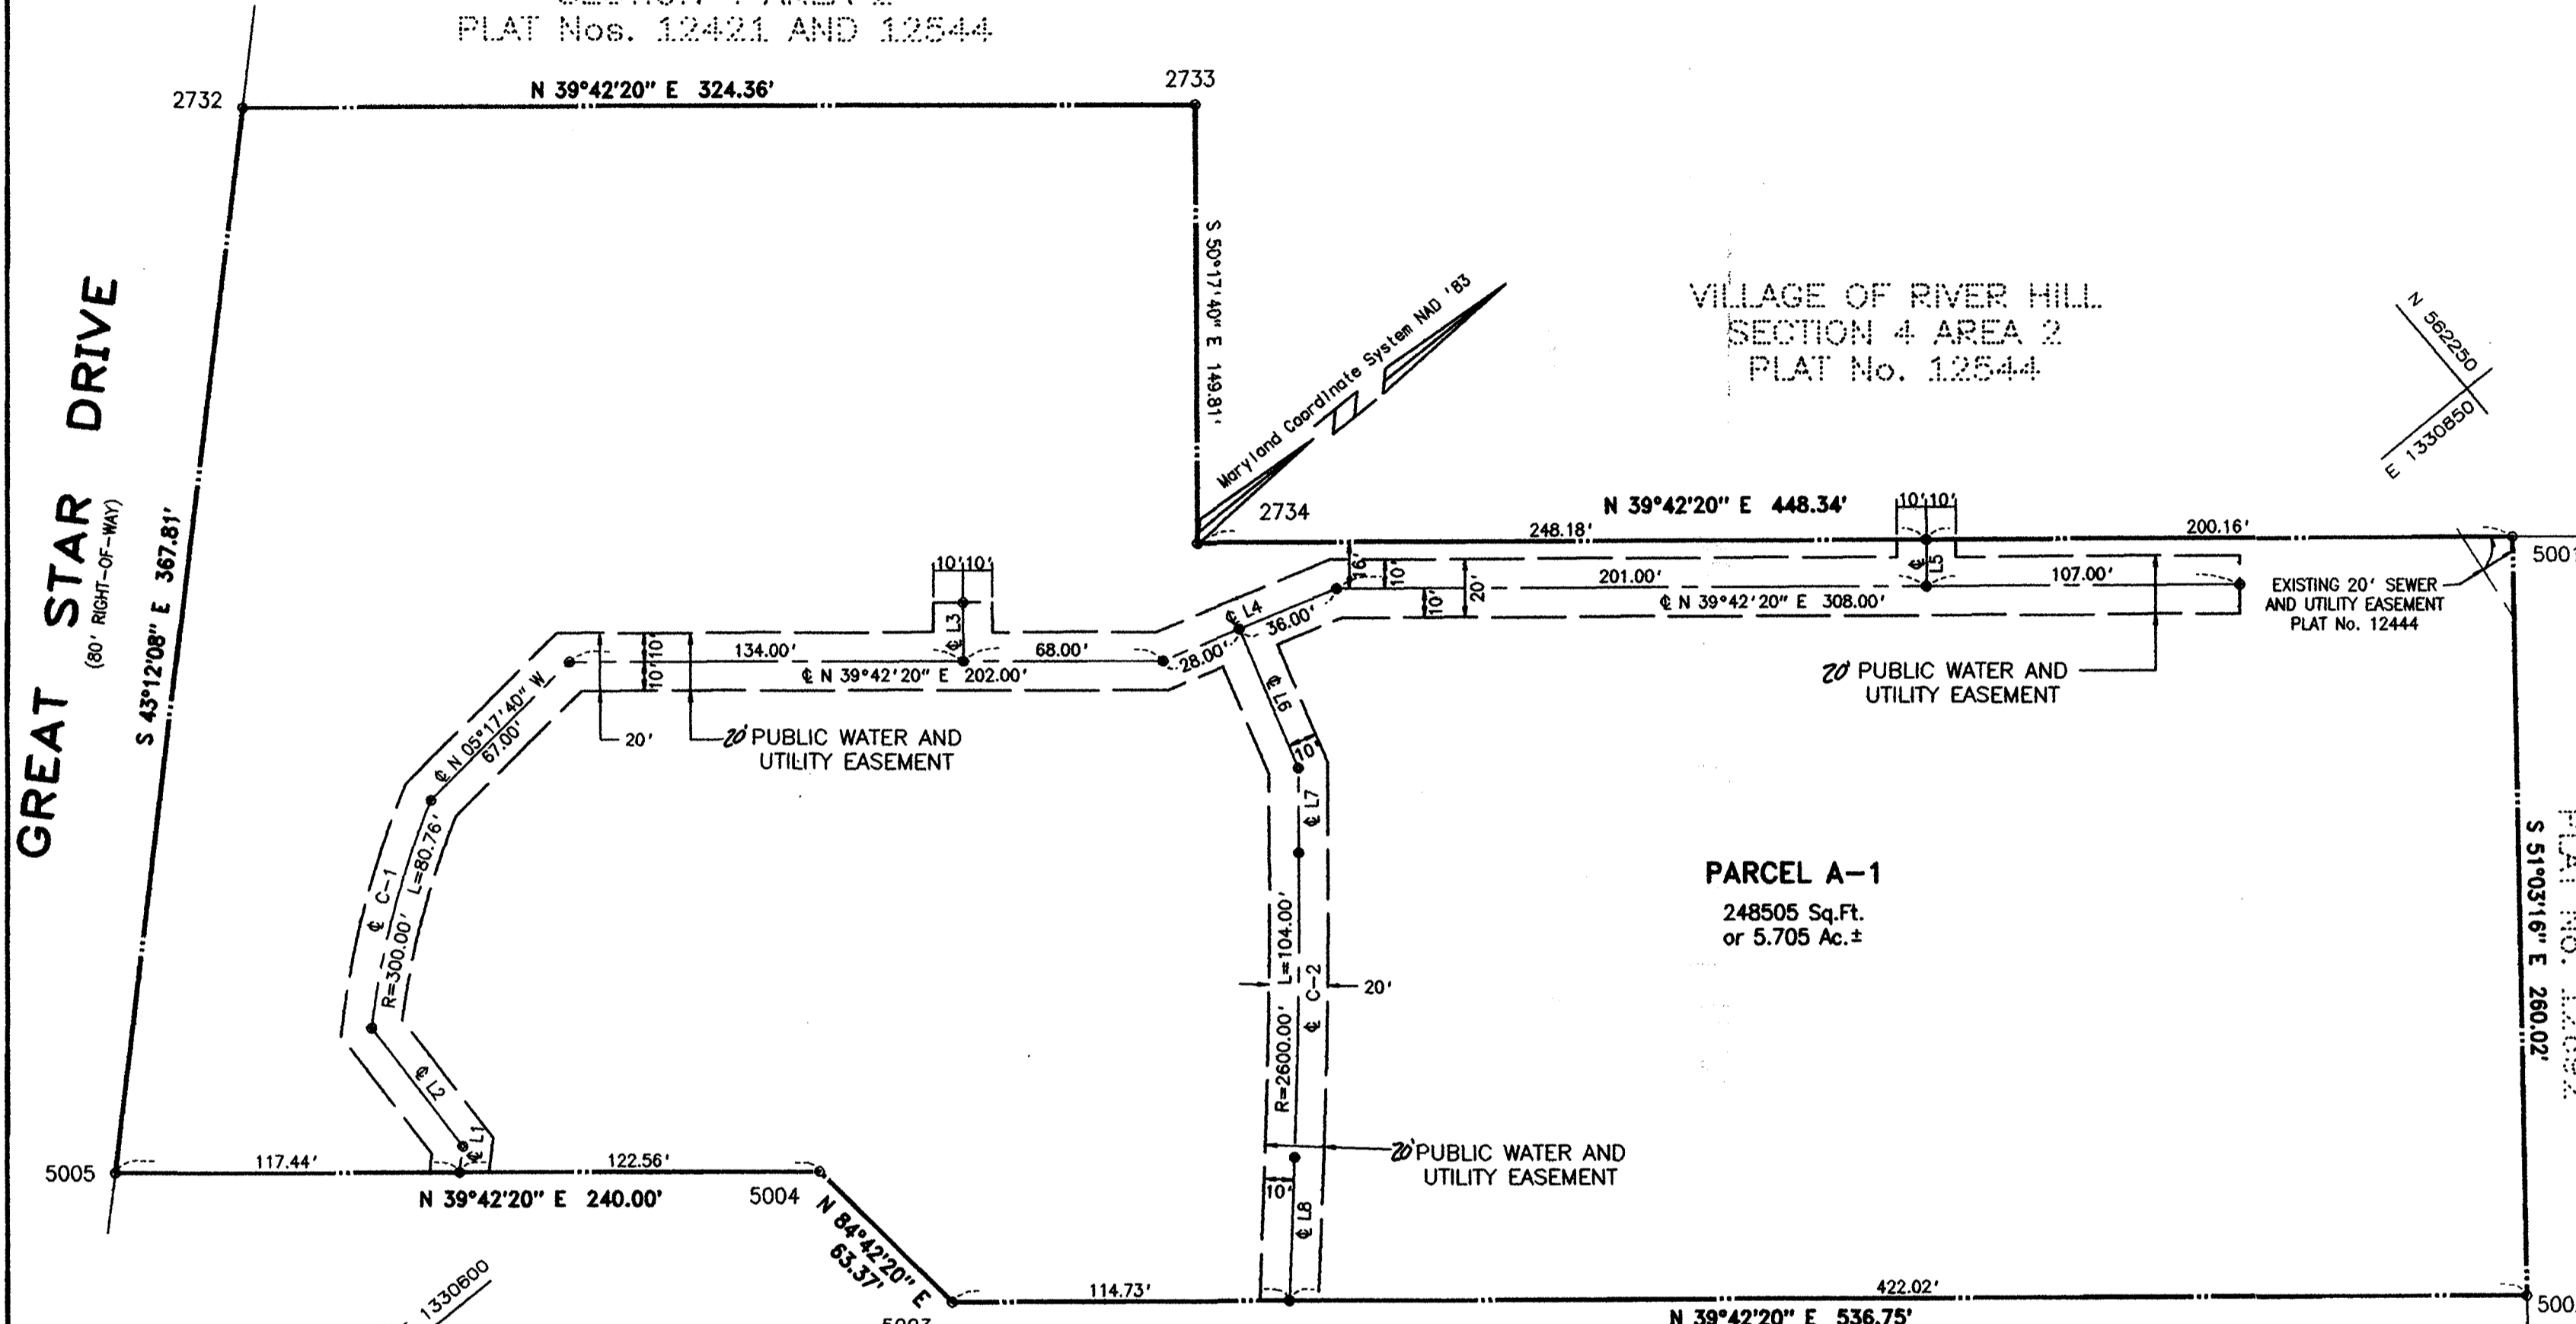 PLAT Nos. 12421 AND 12544
2732
N 39°42'20" E 324.36'
2733
S 50°17'40" E 149.81'
Maryland Coordinate System NAD '83
VILLAGE OF RIVER HILL
SECTION 4 AREA 2
PLAT No. 12544
N 562250
E 1330850
GREAT STAR DRIVE
(80' RIGHT-OF-WAY)
S 43°12'08" E 367.81'
2734
N 39°42'20" E 448.34'
248.18'
10' 10'
200.16'
5001
℄ L5
16'
10'
10'
20'
201.00'
107.00'
℄ N 39°42'20" E 308.00'
EXISTING 20' SEWER
AND UTILITY EASEMENT
PLAT No. 12444
20' PUBLIC WATER AND
UTILITY EASEMENT
10' 10'
℄ L3
℄ L4
36.00'
28.00'
134.00'
68.00'
℄ N 39°42'20" E 202.00'
10' 10'
20'
20' PUBLIC WATER AND
UTILITY EASEMENT
℄ N 05°17'40" W
67.00'
℄ C-1
R=300.00' L=80.76'
℄ L2
℄ L1
℄ L6
10'
℄ L7
R=2600.00' L=104.00'
℄ C-2
20'
PARCEL A-1
248505 Sq.Ft.
or 5.705 Ac.±
S 51°03'16" E 260.02'
20' PUBLIC WATER AND
UTILITY EASEMENT
10'
℄ L8
5005
117.44'
122.56'
N 39°42'20" E 240.00'
5004
N 84°42'20" E
63.37'
1330600
114.73'
422.02'
N 39°42'20" E 536.75'